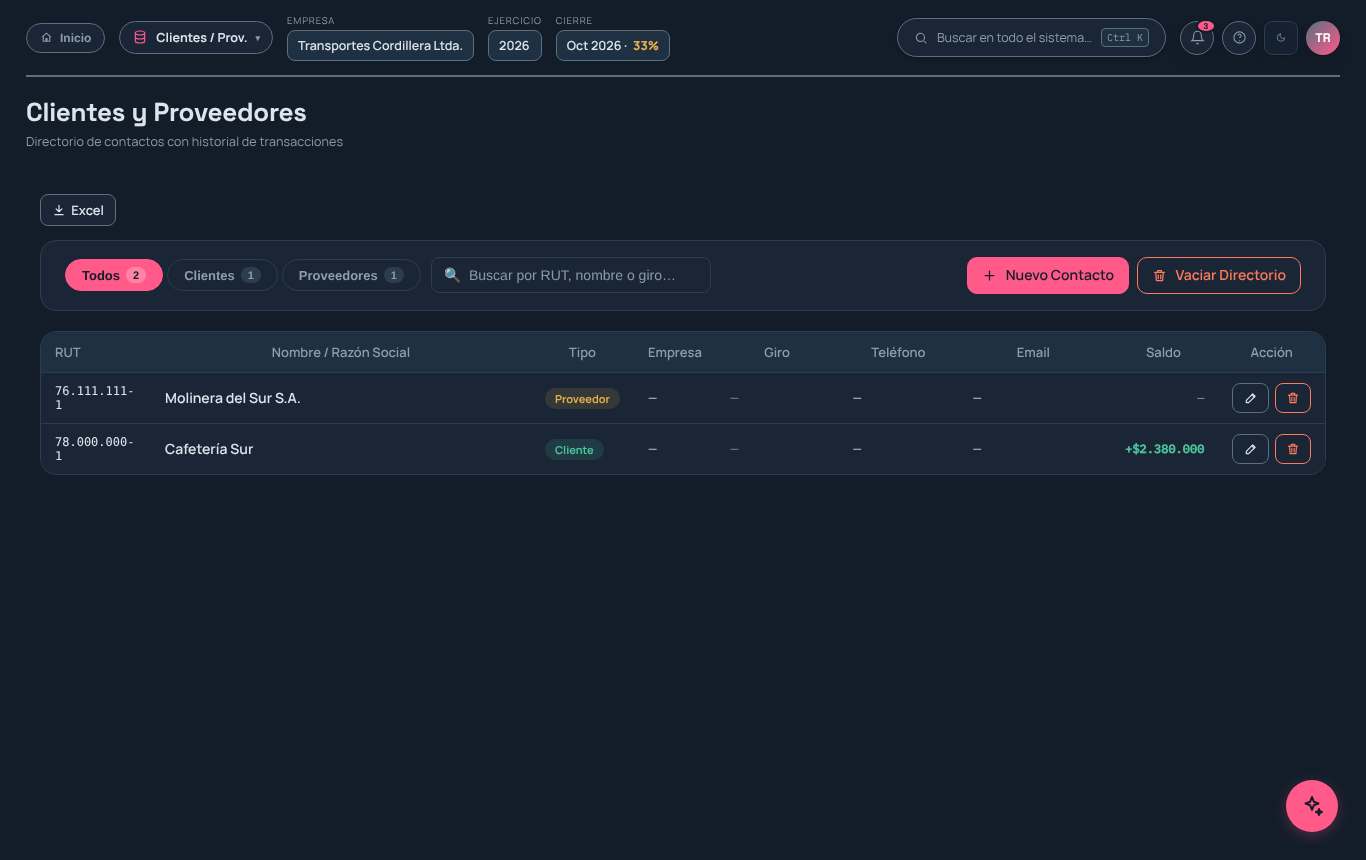 Inicio
Clientes / Prov. ▾
EMPRESA
Transportes Cordillera Ltda.
EJERCICIO
2026
CIERRE
Oct 2026 · 33%
Buscar en todo el sistema... Ctrl K
3
TR
Clientes y Proveedores
Directorio de contactos con historial de transacciones
Excel
Todos 2
Clientes 1
Proveedores 1
Buscar por RUT, nombre o giro…
+ Nuevo Contacto
Vaciar Directorio
RUT Nombre / Razón Social Tipo Empresa Giro Teléfono Email Saldo Acción
76.111.111-
1
Molinera del Sur S.A. Proveedor — — — — —
78.000.000-
1
Cafetería Sur Cliente — — — — +$2.380.000